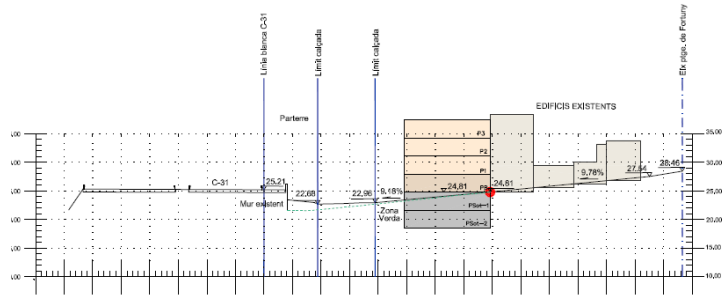 Línia blanca C-31
Límit calçada
Límit calçada
Eix ptge. de Fortuny
Parterre
EDIFICIS EXISTENTS
P3
P2
P1
PB
PSot-1
PSot-2
C-31
25,21
Mur existent
22,68
22,96
9,18%
Zona
Verda
24,81
24,81
9,78%
27,64
28,46
35,00
30,00
25,00
20,00
15,00
10,00